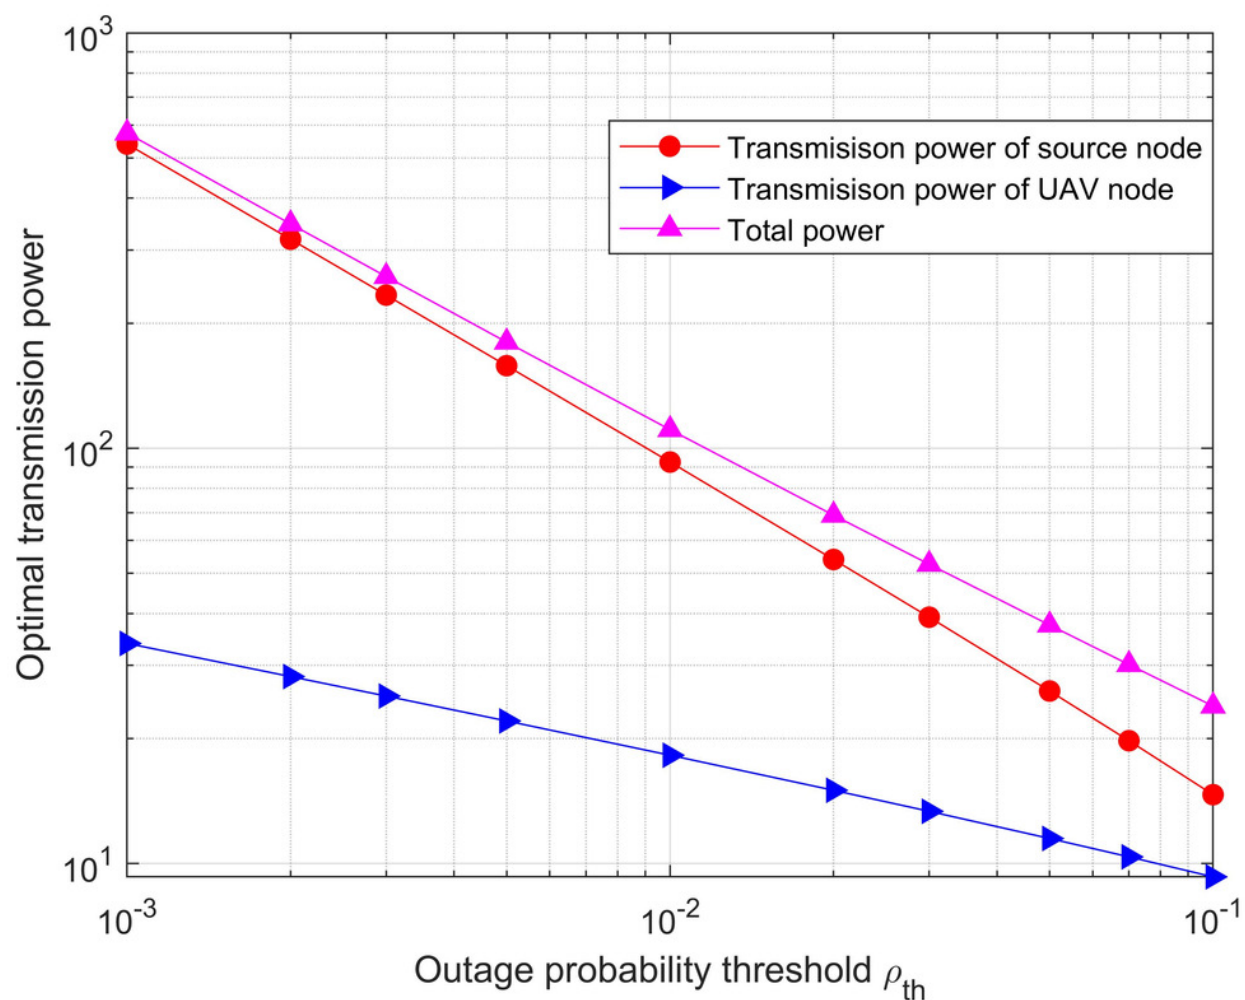 10^3
10^2
10^1
Optimal transmission power
Transmisison power of source node
Transmisison power of UAV node
Total power
10^-3
10^-2
10^-1
Outage probability threshold ρ_th